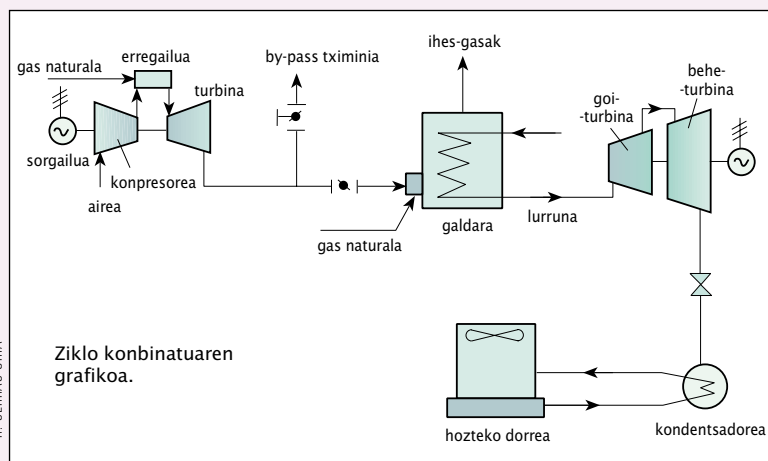 erregailua
gas naturala
turbina
sorgailua
konpresorea
airea
by-pass tximinia
ihes-gasak
gas naturala
galdara
lurruna
goi-
-turbina
behe-
-turbina
Ziklo konbinatuaren
grafikoa.
hozteko dorrea
kondentsadorea